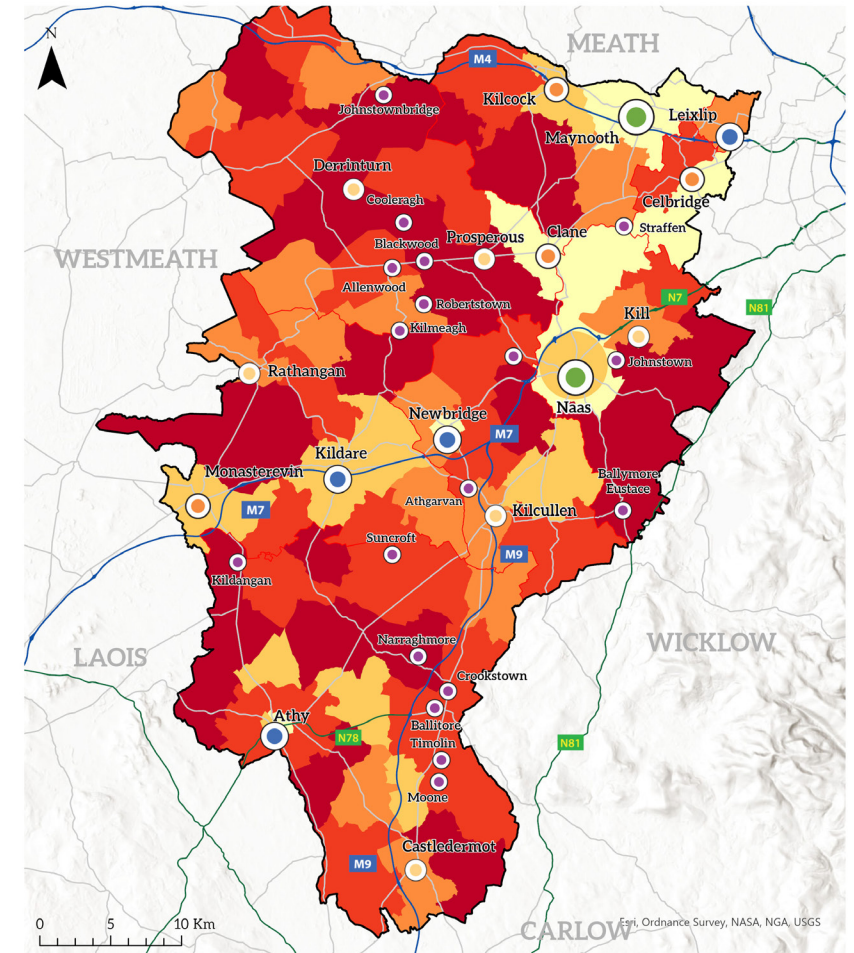 N
MEATH
M4
Kilcock
Johnstownbridge
Maynooth
Leixlip
Derrinturn
Cooleragh
Celbridge
Straffen
Blackwood
Prosperous
Clane
WESTMEATH
Allenwood
Robertstown
N7
N81
Kill
Kilmeagh
Johnstown
Rathangan
Naas
Newbridge
M7
Kildare
Monasterevin
Ballymore
Eustace
Athgarvan
M7
Kilcullen
Suncroft
M9
Kildangan
Narraghmore
WICKLOW
LAOIS
Crookstown
Athy
Ballitore
N78
Timolin
N81
Moone
Castledermot
M9
0 5 10 Km
CARLOW
Esri, Ordnance Survey, NASA, NGA, USGS